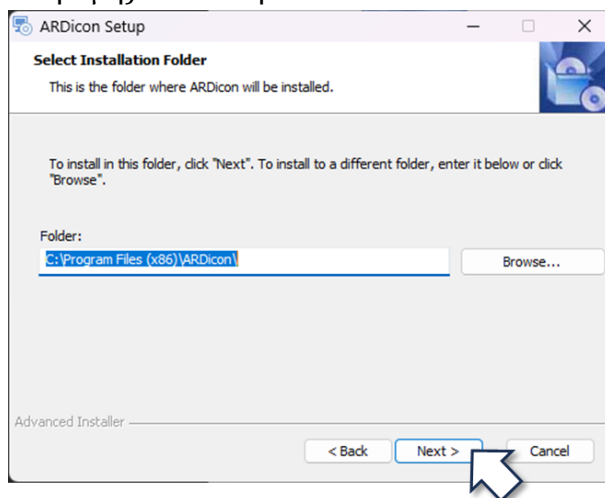 ARDicon Setup
Select Installation Folder
This is the folder where ARDicon will be installed.
To install in this folder, click "Next". To install to a different folder, enter it below or click
"Browse".
Folder:
C:\Program Files (x86)\ARDicon\
Browse...
Advanced Installer
< Back
Next >
Cancel